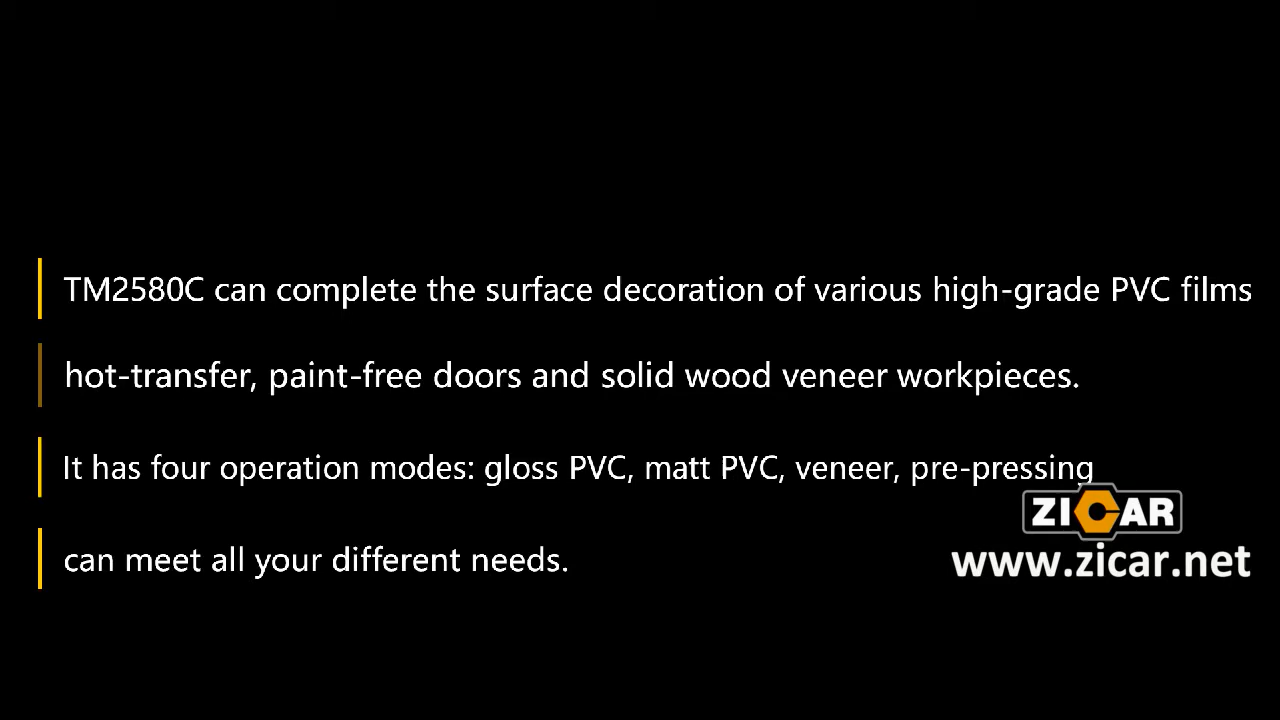 TM2580C can complete the surface decoration of various high-grade PVC films
hot-transfer, paint-free doors and solid wood veneer workpieces.
It has four operation modes: gloss PVC, matt PVC, veneer, pre-pressing
ZICAR
can meet all your different needs.
www.zicar.net